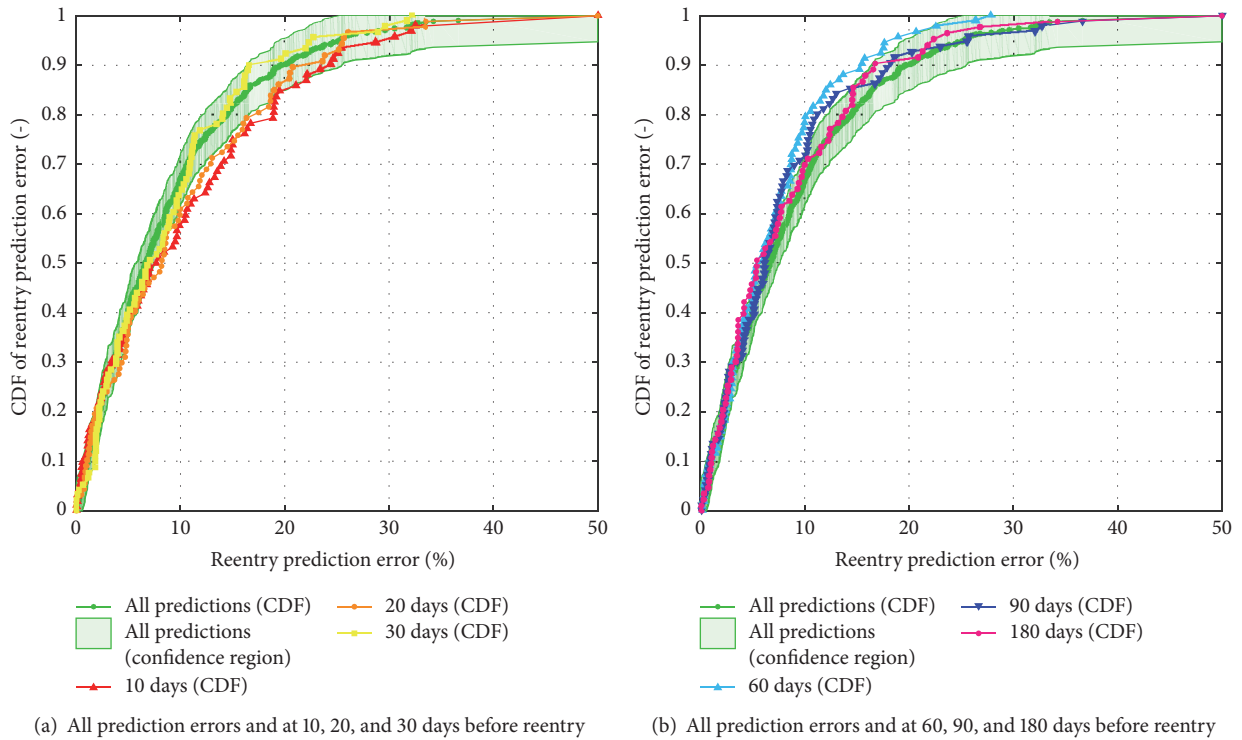 1
0.9
0.8
0.7
0.6
0.5
0.4
0.3
0.2
0.1
0
CDF of reentry prediction error (-)
0 10 20 30 40 50
Reentry prediction error (%)
All predictions (CDF)
All predictions
(confidence region)
10 days (CDF)
20 days (CDF)
30 days (CDF)
(a) All prediction errors and at 10, 20, and 30 days before reentry
1
0.9
0.8
0.7
0.6
0.5
0.4
0.3
0.2
0.1
0
CDF of reentry prediction error (-)
0 10 20 30 40 50
Reentry prediction error (%)
All predictions (CDF)
All predictions
(confidence region)
60 days (CDF)
90 days (CDF)
180 days (CDF)
(b) All prediction errors and at 60, 90, and 180 days before reentry